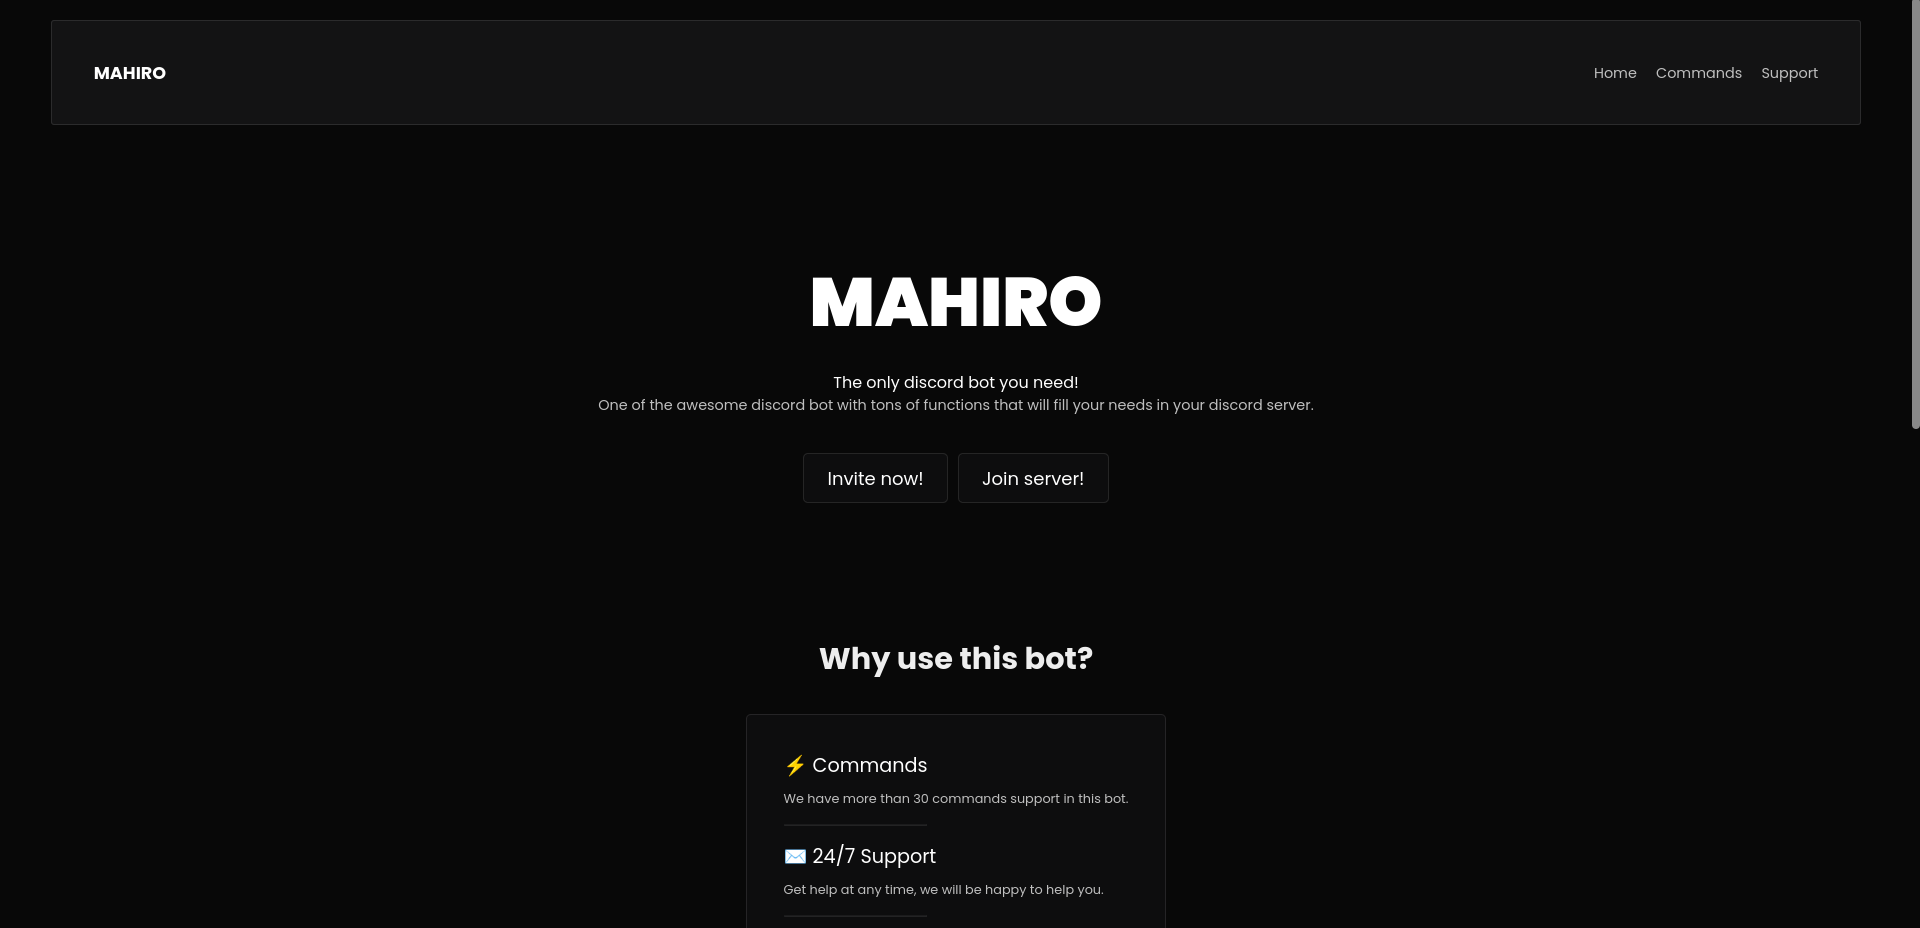 MAHIRO
Home Commands Support
MAHIRO
The only discord bot you need!
One of the awesome discord bot with tons of functions that will fill your needs in your discord server.
Invite now! Join server!
Why use this bot?
⚡ Commands
We have more than 30 commands support in this bot.
✉️ 24/7 Support
Get help at any time, we will be happy to help you.